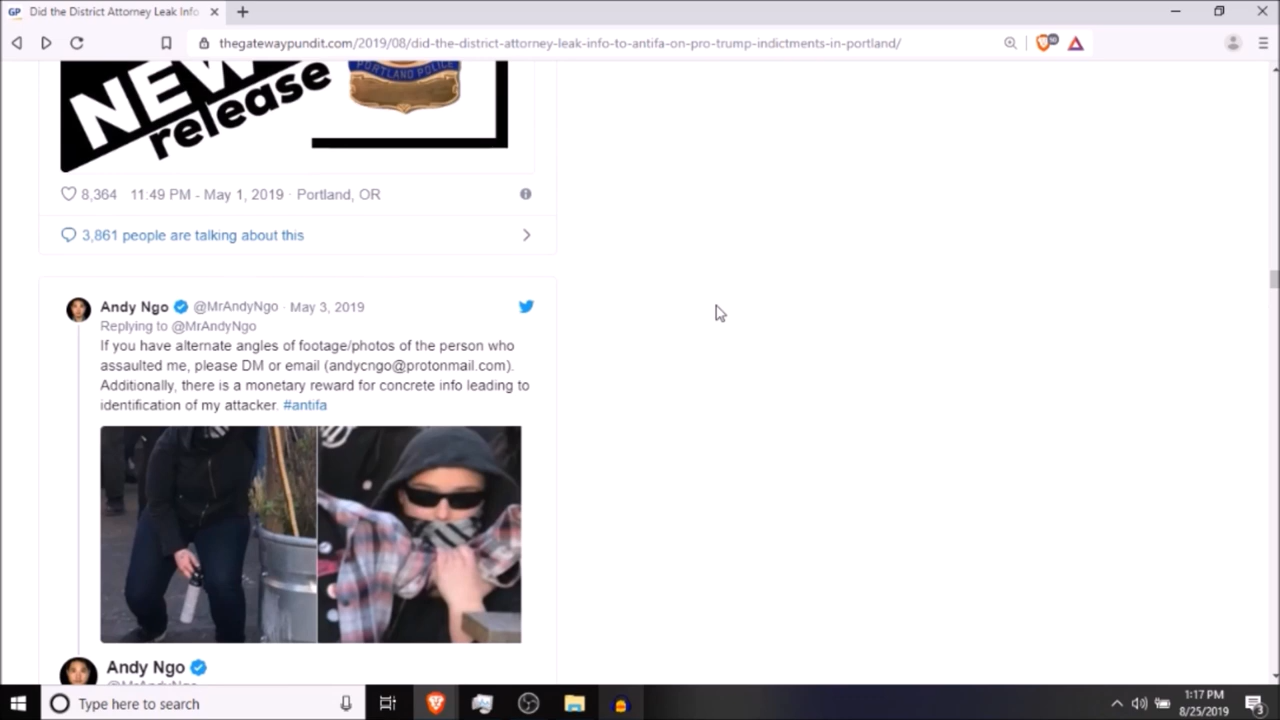 GP Did the District Attorney Leak Info
thegatewaypundit.com/2019/08/did-the-district-attorney-leak-info-to-antifa-on-pro-trump-indictments-in-portland/
PORTLAND POLICE
NEW
release
8,364 11:49 PM - May 1, 2019 · Portland, OR
3,861 people are talking about this
Andy Ngo @MrAndyNgo · May 3, 2019
Replying to @MrAndyNgo
If you have alternate angles of footage/photos of the person who
assaulted me, please DM or email (andycngo@protonmail.com).
Additionally, there is a monetary reward for concrete info leading to
identification of my attacker. #antifa
Andy Ngo
@MrAndyNgo
Type here to search
1:17 PM
8/25/2019
3